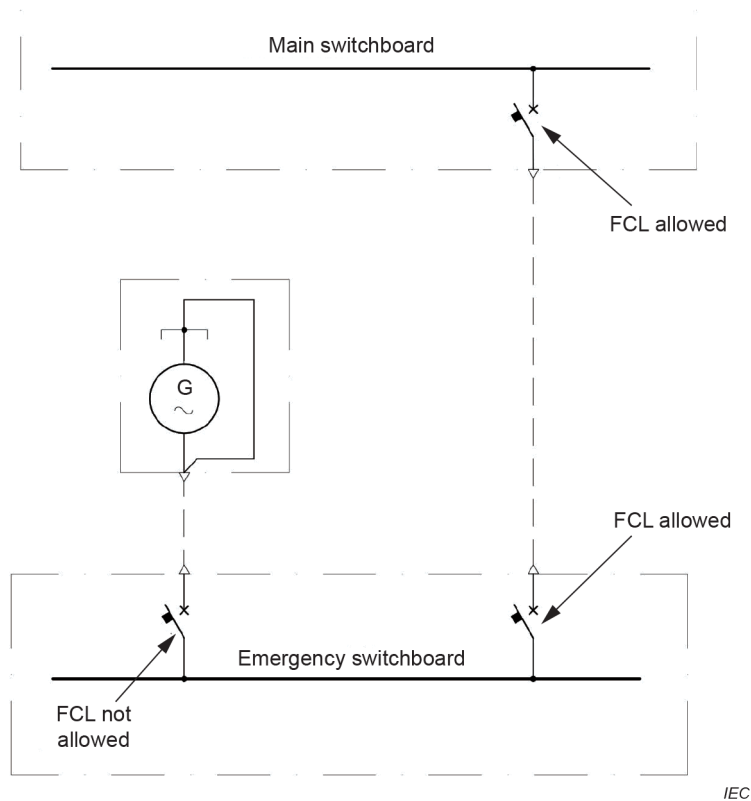 Main switchboard
FCL allowed
G
FCL allowed
Emergency switchboard
FCL not
allowed
IEC